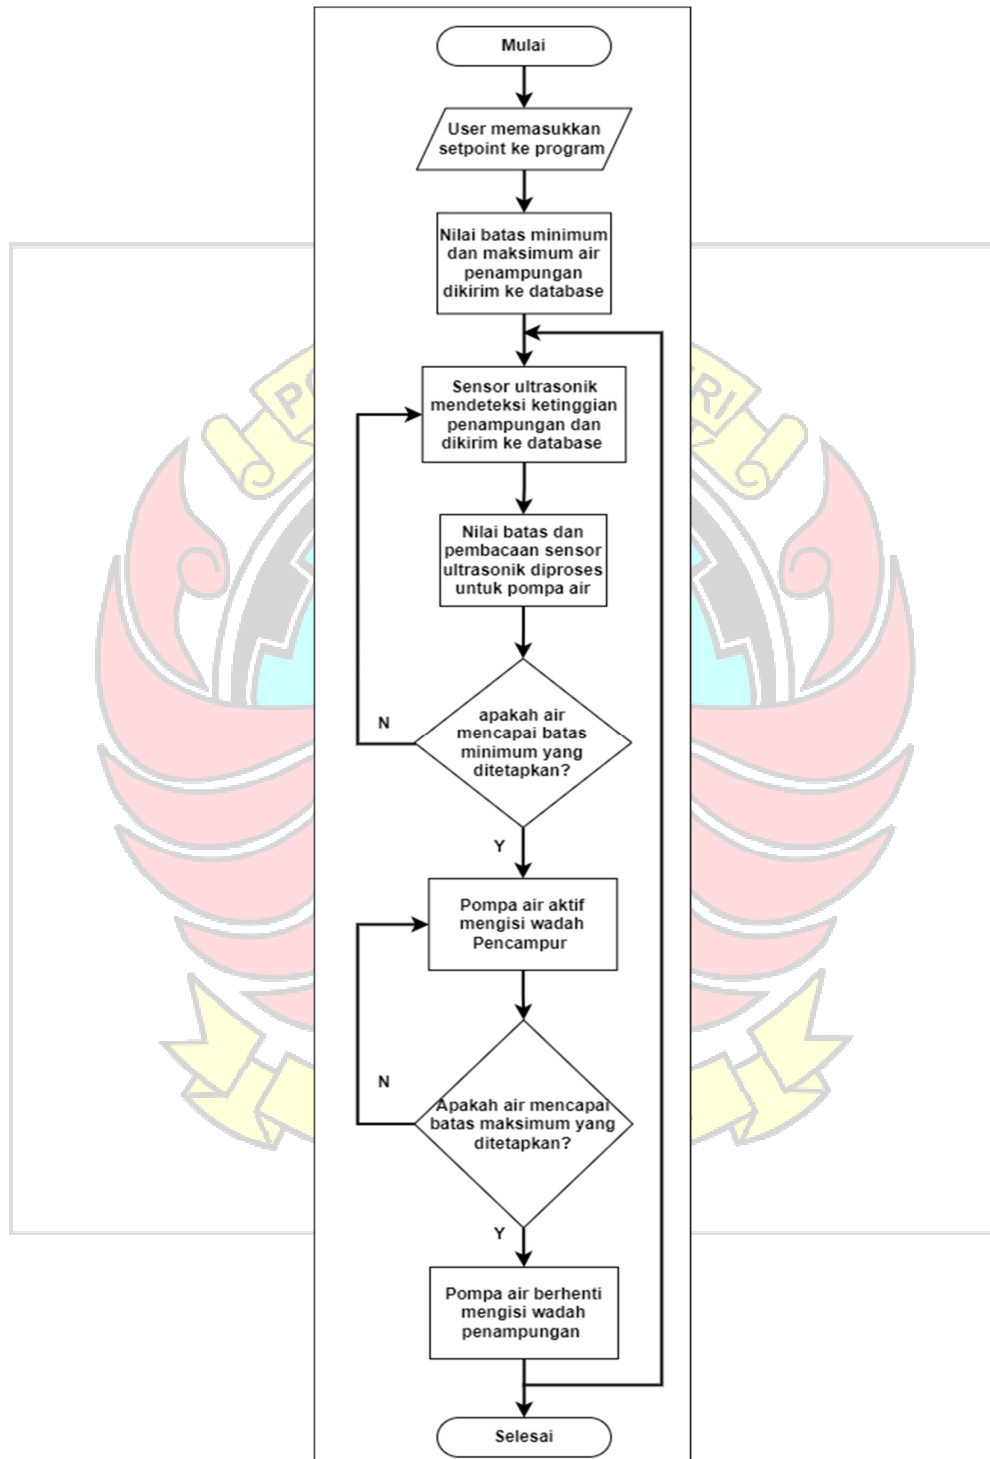 Mulai
User memasukkan
setpoint ke program
Nilai batas minimum
dan maksimum air
penampungan
dikirim ke database
Sensor ultrasonik
mendeteksi ketinggian
penampungan dan
dikirim ke database
Nilai batas dan
pembacaan sensor
ultrasonik diproses
untuk pompa air
N
apakah air
mencapai batas
minimum yang
ditetapkan?
Y
Pompa air aktif
mengisi wadah
Pencampur
N
Apakah air mencapai
batas maksimum yang
ditetapkan?
Y
Pompa air berhenti
mengisi wadah
penampungan
Selesai